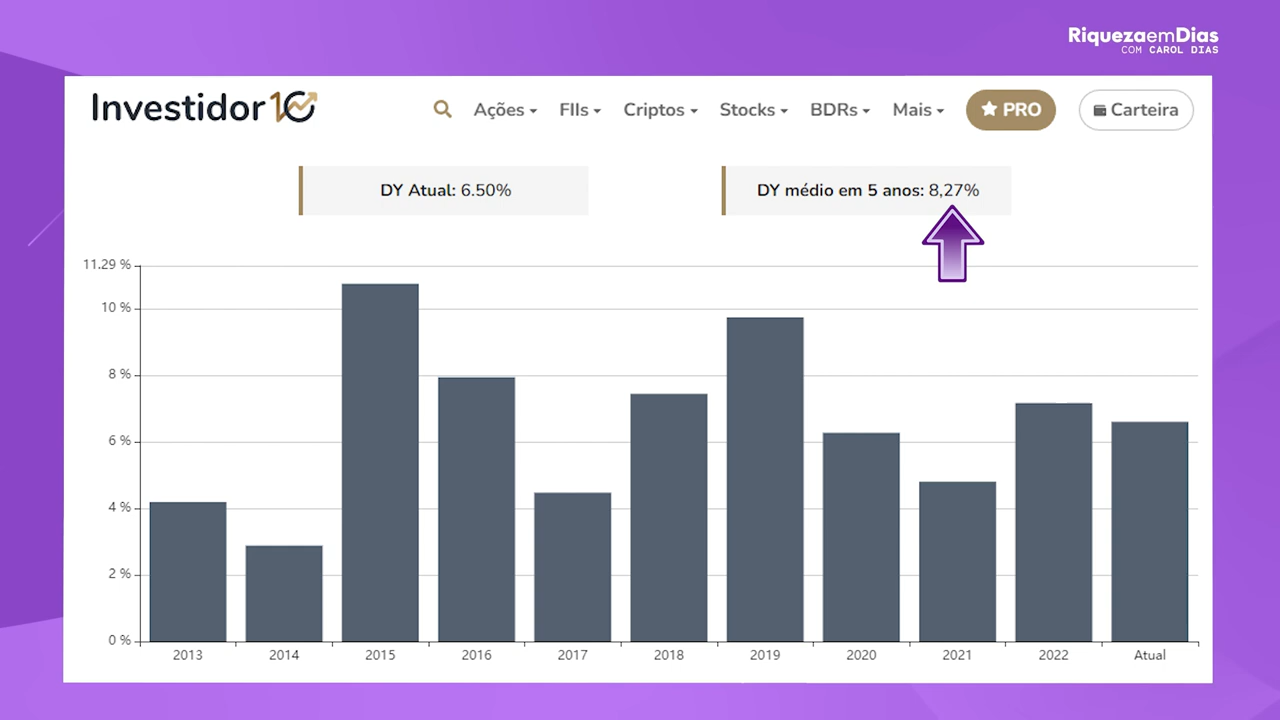 RiquezaemDias
COM CAROL DIAS
Investidor10
Ações
FIIs
Criptos
Stocks
BDRs
Mais
PRO
Carteira
DY Atual: 6.50%
DY médio em 5 anos: 8,27%
11.29 %
10 %
8 %
6 %
4 %
2 %
0 %
2013
2014
2015
2016
2017
2018
2019
2020
2021
2022
Atual